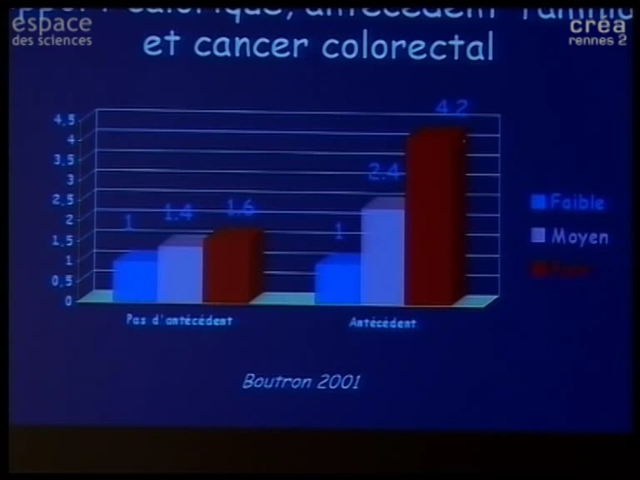 espace
des sciences
créa
rennes 2
calorique, antécédent
et cancer colorectal
4.5
4
3.5
3
2.5
2
1.5
1
0.5
0
1
1.4
1.6
1
2.4
4.2
Pas d'antécédent
Antécédent
Faible
Moyen
Boutron 2001